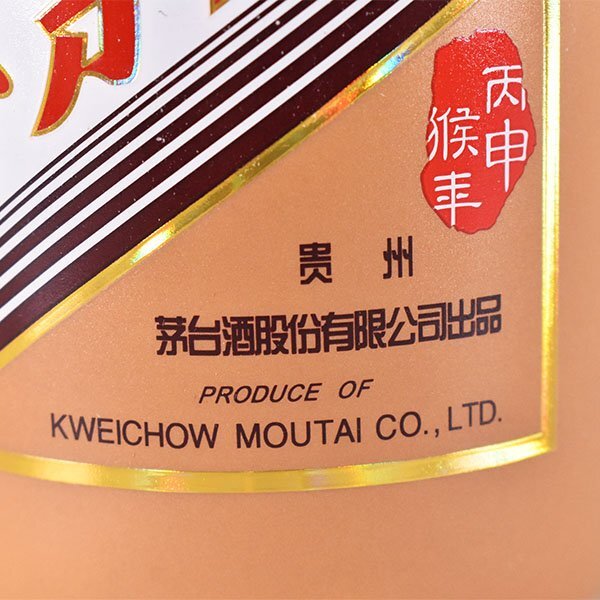 丙申
猴年
贵州
茅台酒股份有限公司出品
PRODUCE OF
KWEICHOW MOUTAI CO., LTD.